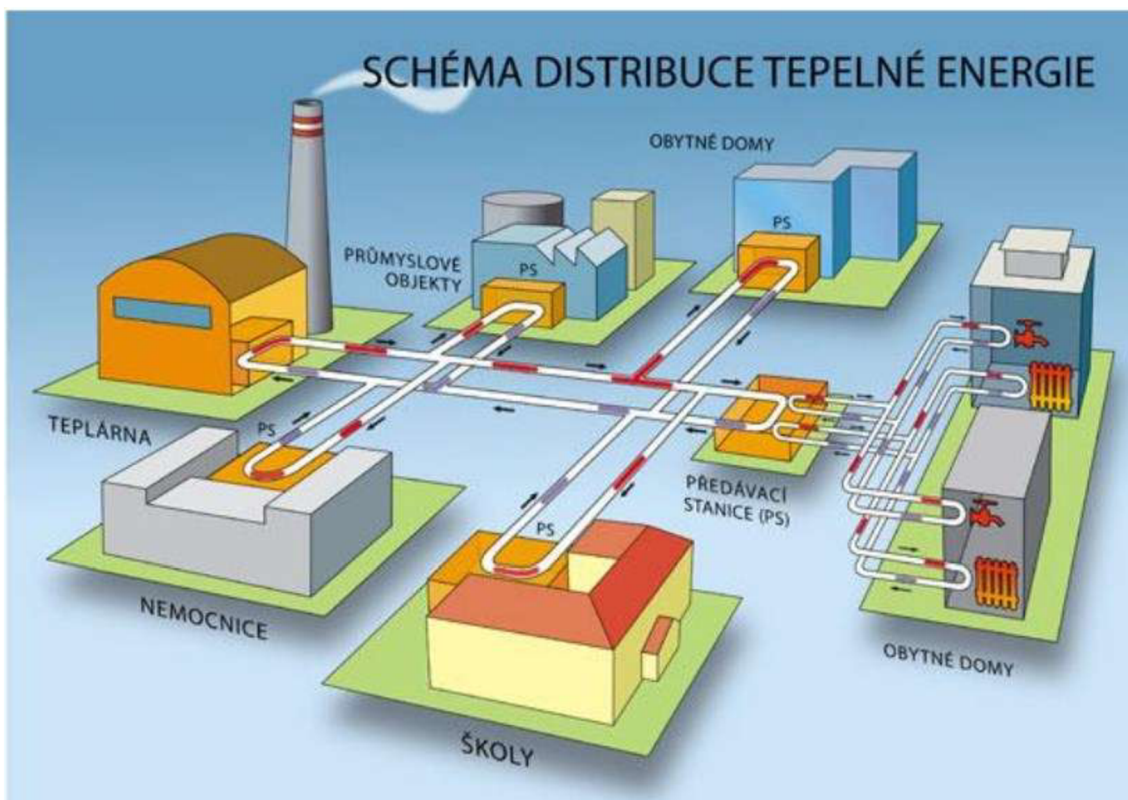 SCHÉMA DISTRIBUCE TEPELNÉ ENERGIE
OBYTNÉ DOMY
PS
PRŮMYSLOVÉ
OBJEKTY
PS
TEPLÁRNA
PS
PŘEDÁVACÍ
STANICE (PS)
NEMOCNICE
PS
OBYTNÉ DOMY
ŠKOLY